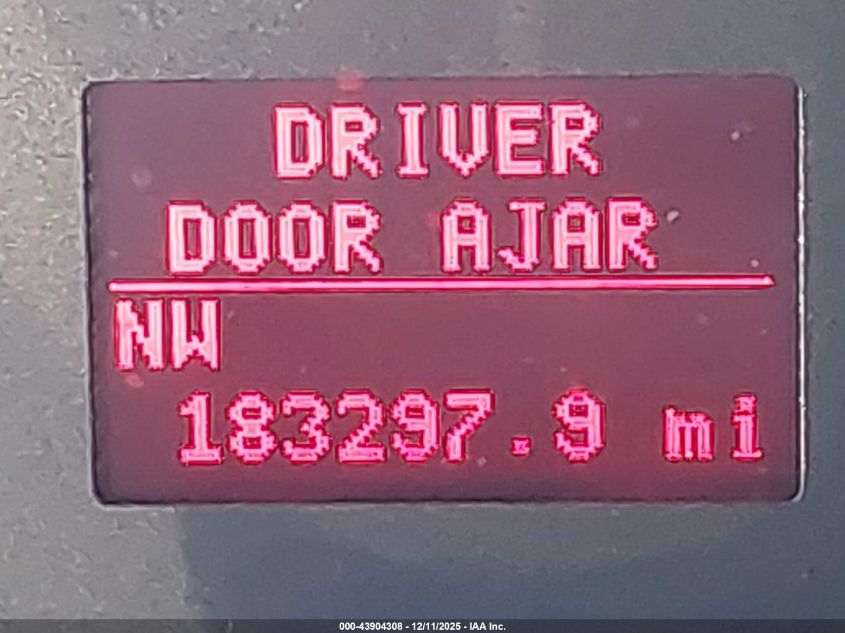 DRIVER
DOOR AJAR
NW
183297.9 mi
000-43904308 - 12/11/2025 - IAA Inc.